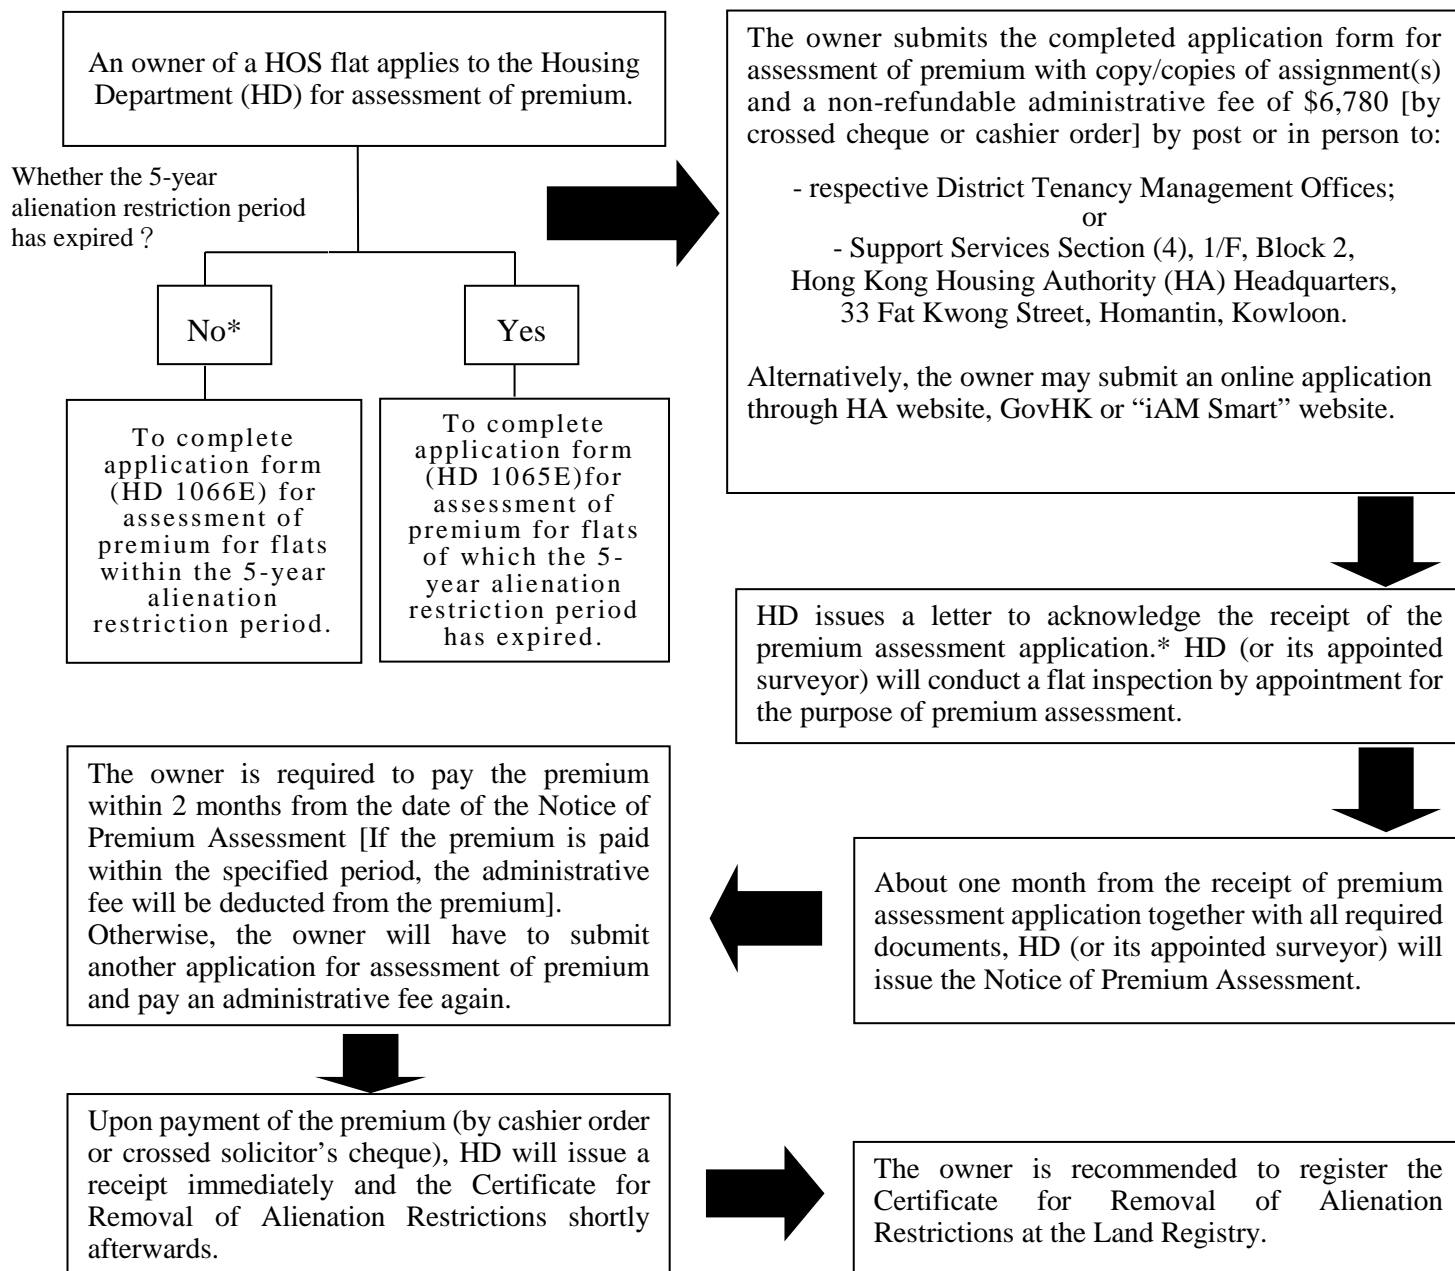 An owner of a HOS flat applies to the Housing
Department (HD) for assessment of premium.
Whether the 5-year
alienation restriction period
has expired？
No*
Yes
To complete
application form
(HD 1066E) for
assessment of
premium for flats
within the 5-year
alienation
restriction period.
To complete
application form
(HD 1065E)for
assessment of
premium for flats
of which the 5-
year alienation
restriction period
has expired.
The owner submits the completed application form for
assessment of premium with copy/copies of assignment(s)
and a non-refundable administrative fee of $6,780 [by
crossed cheque or cashier order] by post or in person to:
- respective District Tenancy Management Offices;
or
- Support Services Section (4), 1/F, Block 2,
Hong Kong Housing Authority (HA) Headquarters,
33 Fat Kwong Street, Homantin, Kowloon.
Alternatively, the owner may submit an online application
through HA website, GovHK or “iAM Smart” website.
HD issues a letter to acknowledge the receipt of the
premium assessment application.* HD (or its appointed
surveyor) will conduct a flat inspection by appointment for
the purpose of premium assessment.
About one month from the receipt of premium
assessment application together with all required
documents, HD (or its appointed surveyor) will
issue the Notice of Premium Assessment.
The owner is required to pay the premium
within 2 months from the date of the Notice of
Premium Assessment [If the premium is paid
within the specified period, the administrative
fee will be deducted from the premium].
Otherwise, the owner will have to submit
another application for assessment of premium
and pay an administrative fee again.
Upon payment of the premium (by cashier order
or crossed solicitor’s cheque), HD will issue a
receipt immediately and the Certificate for
Removal of Alienation Restrictions shortly
afterwards.
The owner is recommended to register the
Certificate for Removal of Alienation
Restrictions at the Land Registry.